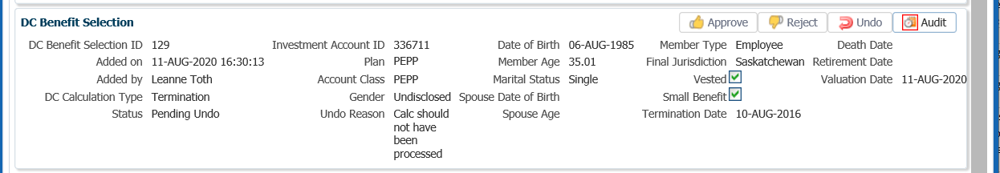 DC Benefit Selection Approve Reject Undo Audit
DC Benefit Selection ID 129 Investment Account ID 336711 Date of Birth 06-AUG-1985 Member Type Employee Death Date
Added on 11-AUG-2020 16:30:13 Plan PEPP Member Age 35.01 Final Jurisdiction Saskatchewan Retirement Date
Added by Leanne Toth Account Class PEPP Marital Status Single Vested Valuation Date 11-AUG-2020
DC Calculation Type Termination Gender Undisclosed Spouse Date of Birth Small Benefit
Status Pending Undo Undo Reason Calc should Spouse Age Termination Date 10-AUG-2016
not have
been
processed